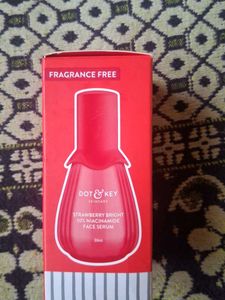 FRAGRANCE FREE
DOT & KEY
SKINCARE
STRAWBERRY BRIGHT
10% NIACINAMIDE
FACE SERUM
30ml